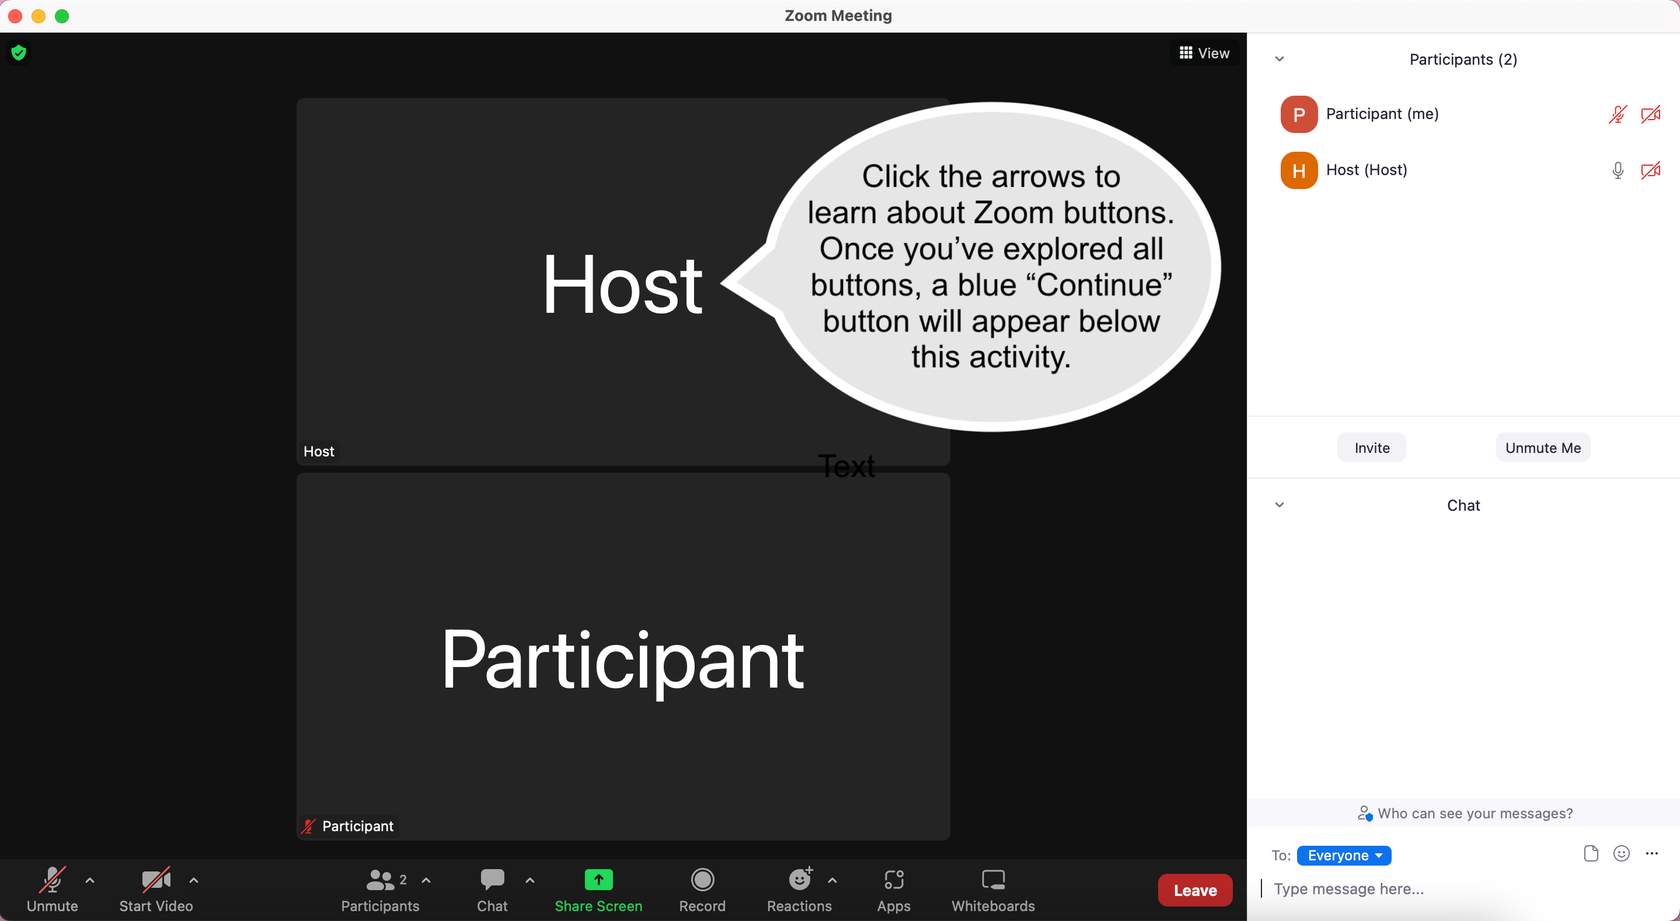 Zoom Meeting
View
Host
Click the arrows to
learn about Zoom buttons.
Once you’ve explored all
buttons, a blue “Continue”
button will appear below
this activity.
Host
Text
Participant
Participant
Unmute
Start Video
2
Participants
Chat
Share Screen
Record
Reactions
Apps
Whiteboards
Leave
Participants (2)
P Participant (me)
H Host (Host)
Invite Unmute Me
Chat
Who can see your messages?
To: Everyone
Type message here...